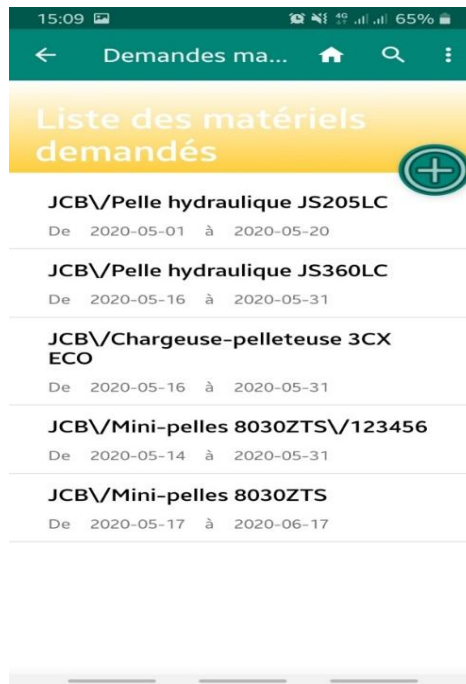 15:09 4G 65%
Demandes ma...
Liste des matériels
demandés
JCB\/Pelle hydraulique JS205LC
De 2020-05-01 à 2020-05-20
JCB\/Pelle hydraulique JS360LC
De 2020-05-16 à 2020-05-31
JCB\/Chargeuse-pelleteuse 3CX
ECO
De 2020-05-16 à 2020-05-31
JCB\/Mini-pelles 8030ZTS\/123456
De 2020-05-14 à 2020-05-31
JCB\/Mini-pelles 8030ZTS
De 2020-05-17 à 2020-06-17